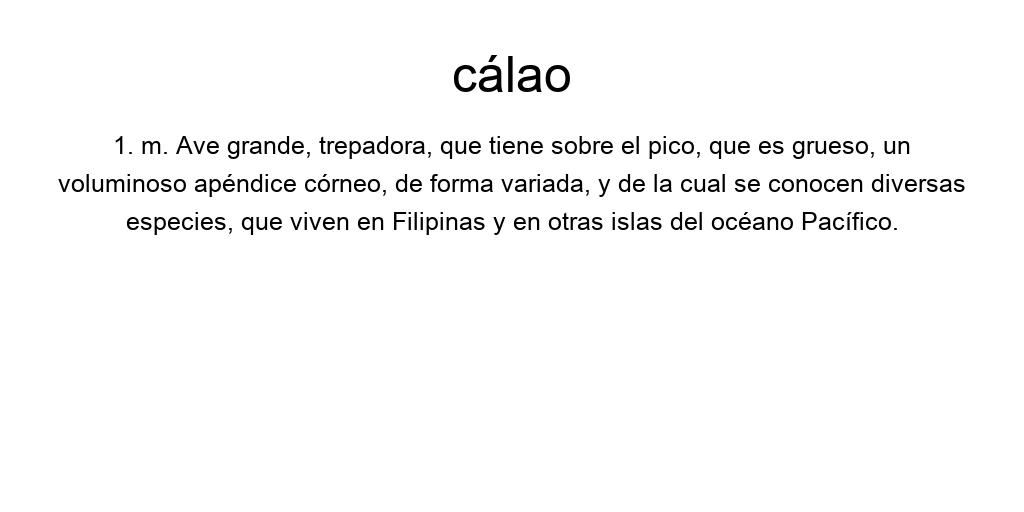 cálao
1. m. Ave grande, trepadora, que tiene sobre el pico, que es grueso, un
voluminoso apéndice córneo, de forma variada, y de la cual se conocen diversas
especies, que viven en Filipinas y en otras islas del océano Pacífico.